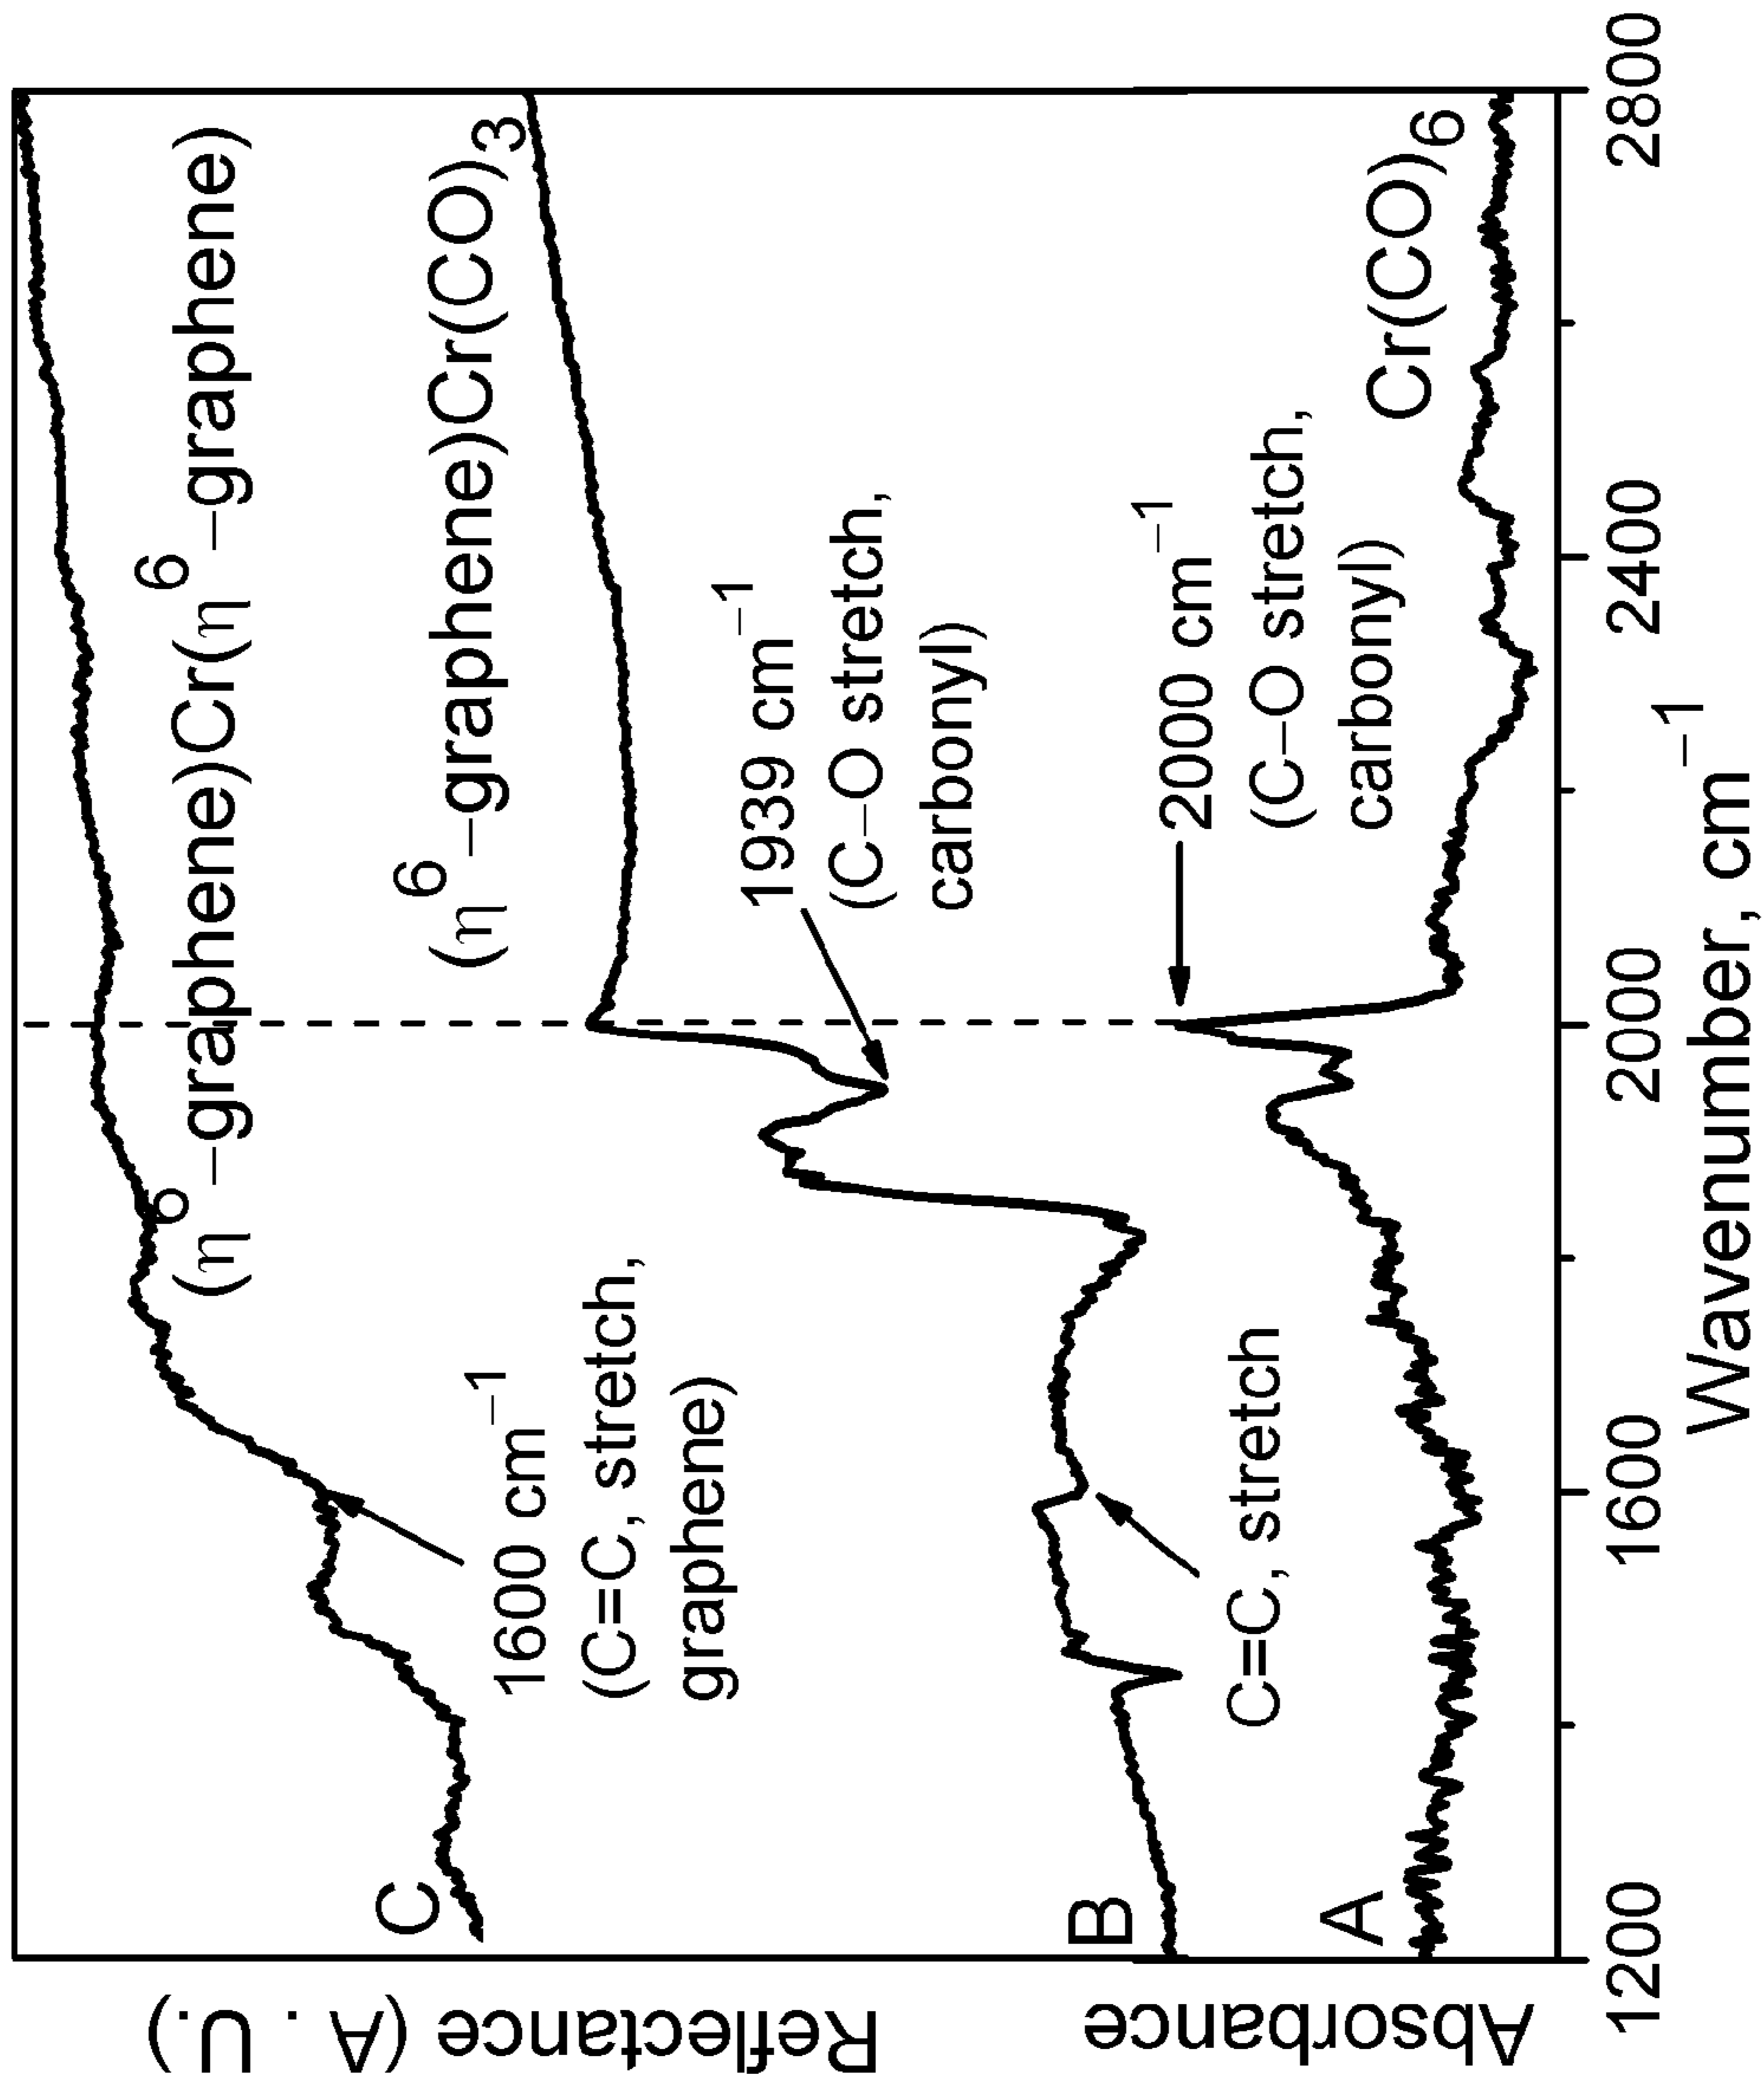 (η⁶–graphene)Cr(η⁶–graphene)
C
(η⁶–graphene)Cr(CO)₃
1600 cm⁻¹
(C=C, stretch,
graphene)
1939 cm⁻¹
(C–O stretch,
carbonyl)
B
C=C, stretch
2000 cm⁻¹
(C–O stretch,
carbonyl)
A
Cr(CO)₆
Reflectance (A . U.)
Absorbance
1200
1600
2000
2400
2800
Wavenumber, cm⁻¹